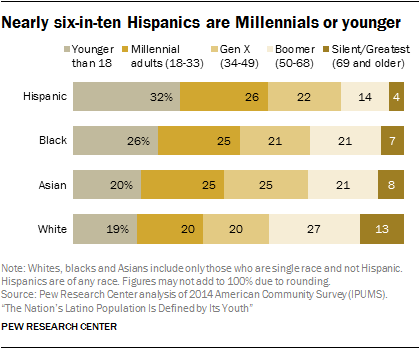 Nearly six-in-ten Hispanics are Millennials or younger
Younger than 18
Millennial adults (18-33)
Gen X (34-49)
Boomer (50-68)
Silent/Greatest (69 and older)
Hispanic 32% 26 22 14 4
Black 26% 25 21 21 7
Asian 20% 25 25 21 8
White 19% 20 20 27 13
Note: Whites, blacks and Asians include only those who are single race and not Hispanic.
Hispanics are of any race. Figures may not add to 100% due to rounding.
Source: Pew Research Center analysis of 2014 American Community Survey (IPUMS).
"The Nation's Latino Population Is Defined by Its Youth"
PEW RESEARCH CENTER